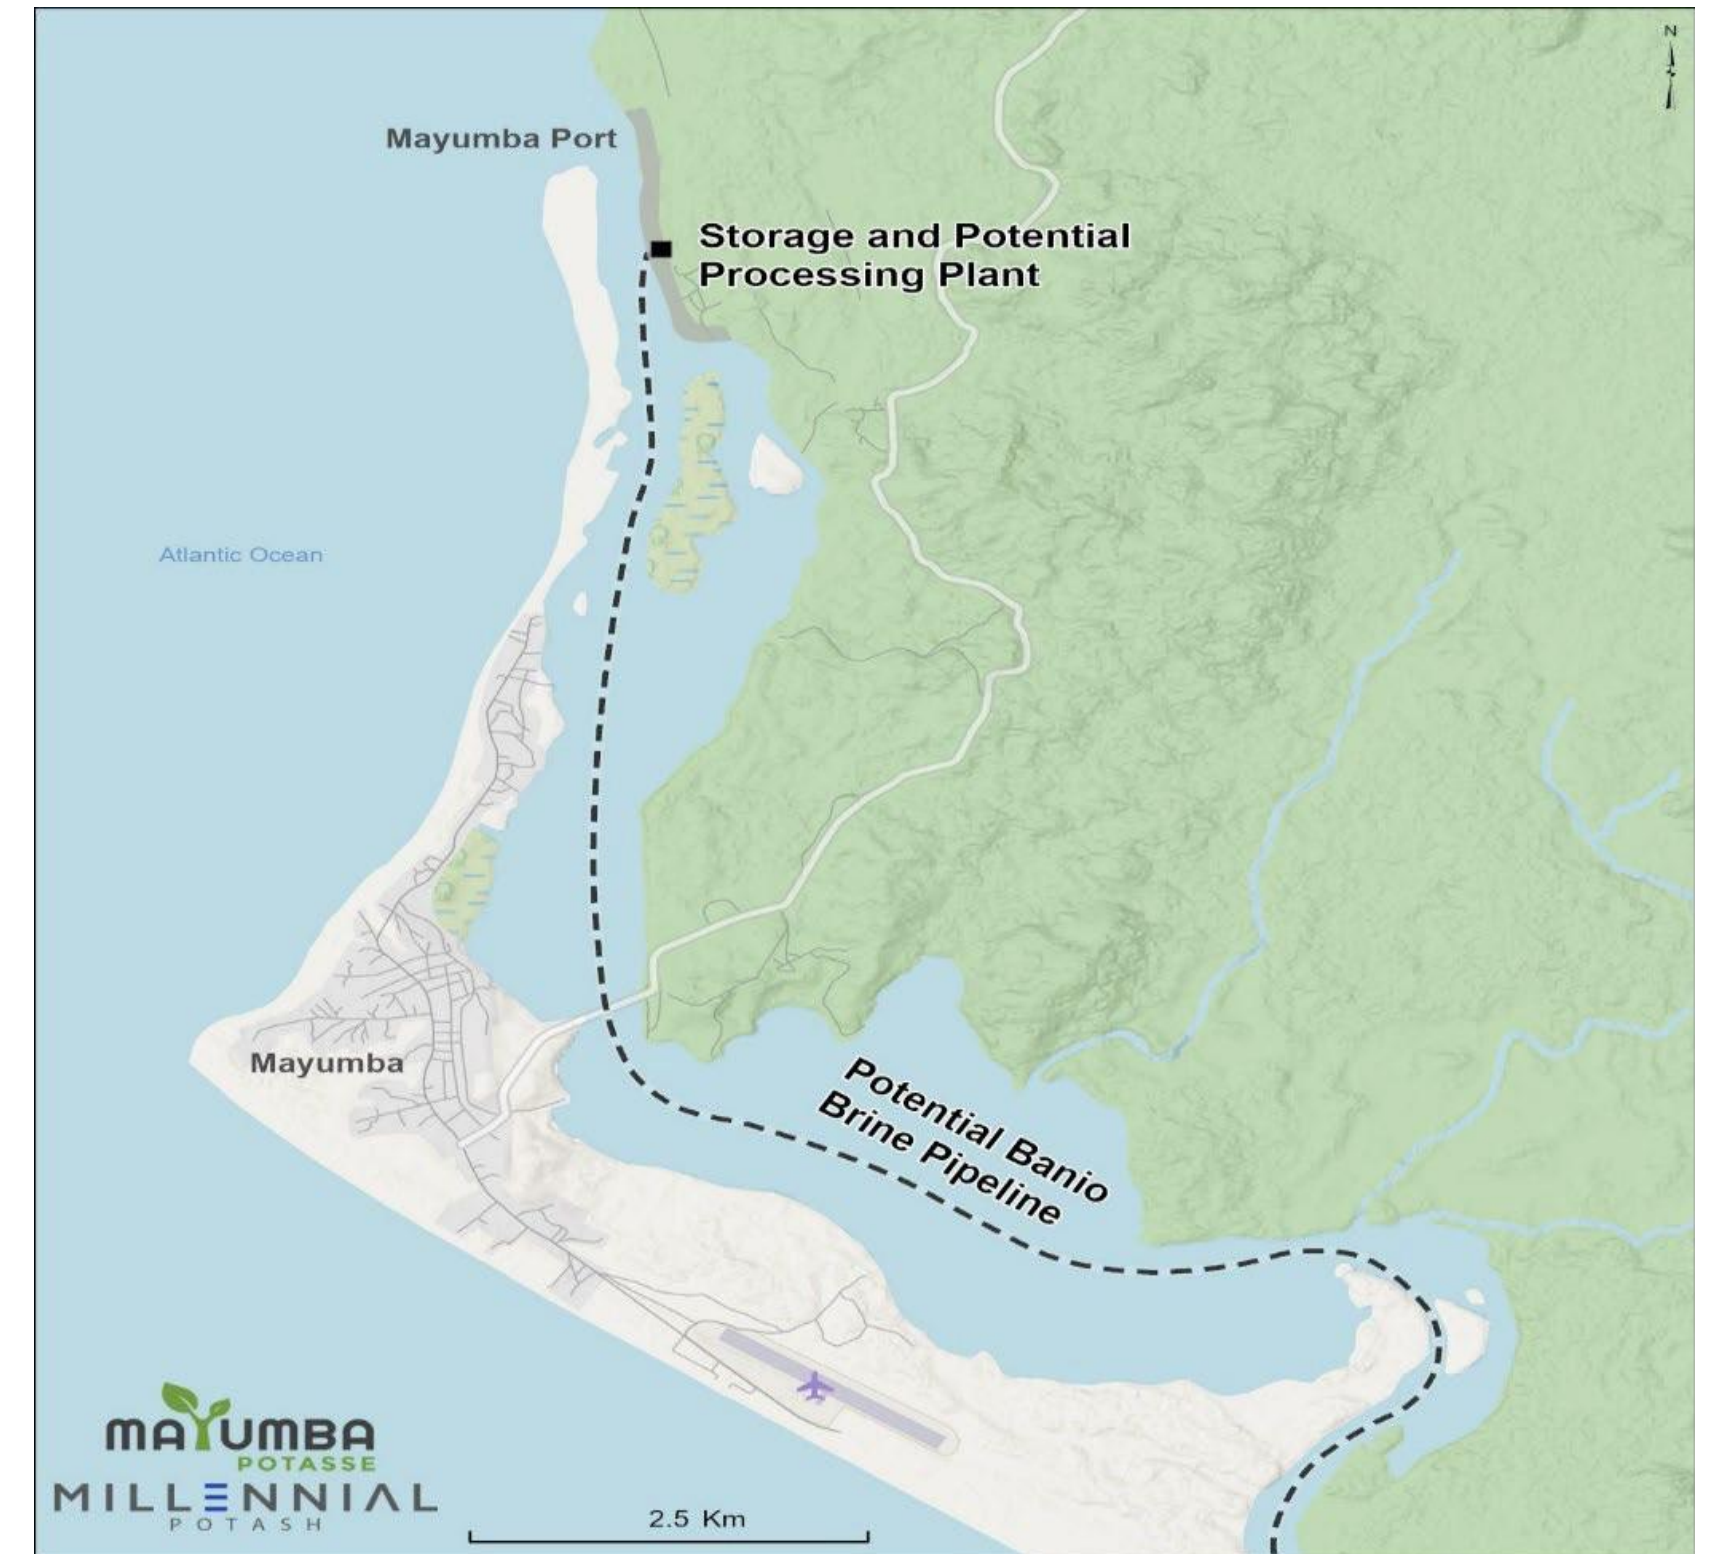 N
Mayumba Port
Storage and Potential
Processing Plant
Atlantic Ocean
Mayumba
Potential Banio
Brine Pipeline
MAYUMBA
POTASSE
MILLENNIAL
POTASH
2.5 Km